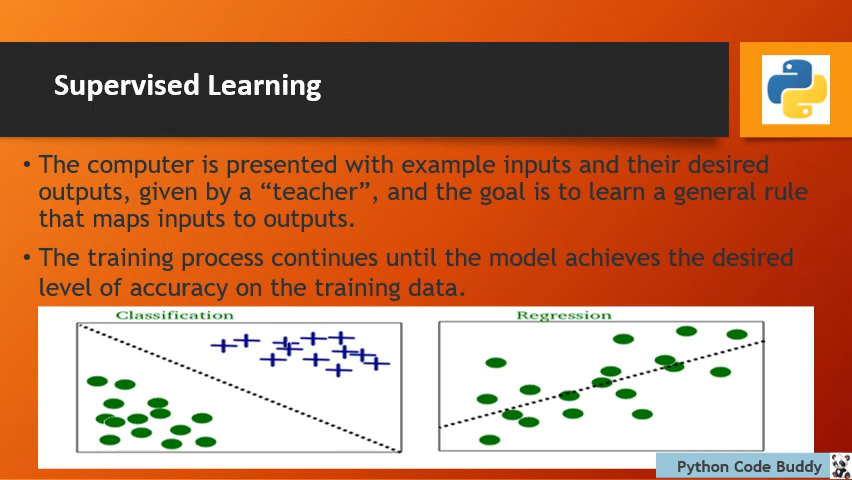 Supervised Learning
• The computer is presented with example inputs and their desired
outputs, given by a “teacher”, and the goal is to learn a general rule
that maps inputs to outputs.
• The training process continues until the model achieves the desired
level of accuracy on the training data.
Classification
Regression
Python Code Buddy